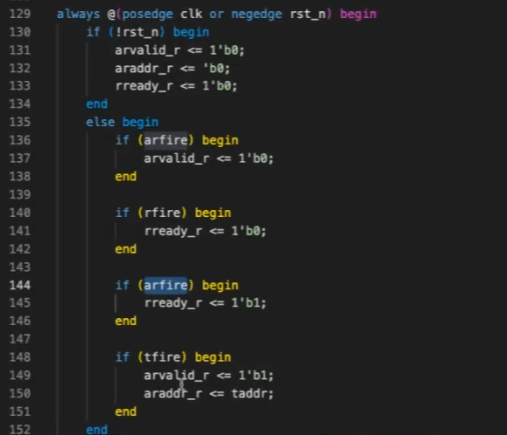 129 always @(posedge clk or negedge rst_n) begin
130     if (!rst_n) begin
131         arvalid_r <= 1'b0;
132         araddr_r <= 'b0;
133         rready_r <= 1'b0;
134     end
135     else begin
136         if (arfire) begin
137             arvalid_r <= 1'b0;
138         end
139
140         if (rfire) begin
141             rready_r <= 1'b0;
142         end
143
144         if (arfire) begin
145             rready_r <= 1'b1;
146         end
147
148         if (tfire) begin
149             arvalid_r <= 1'b1;
150             araddr_r <= taddr;
151         end
152     end